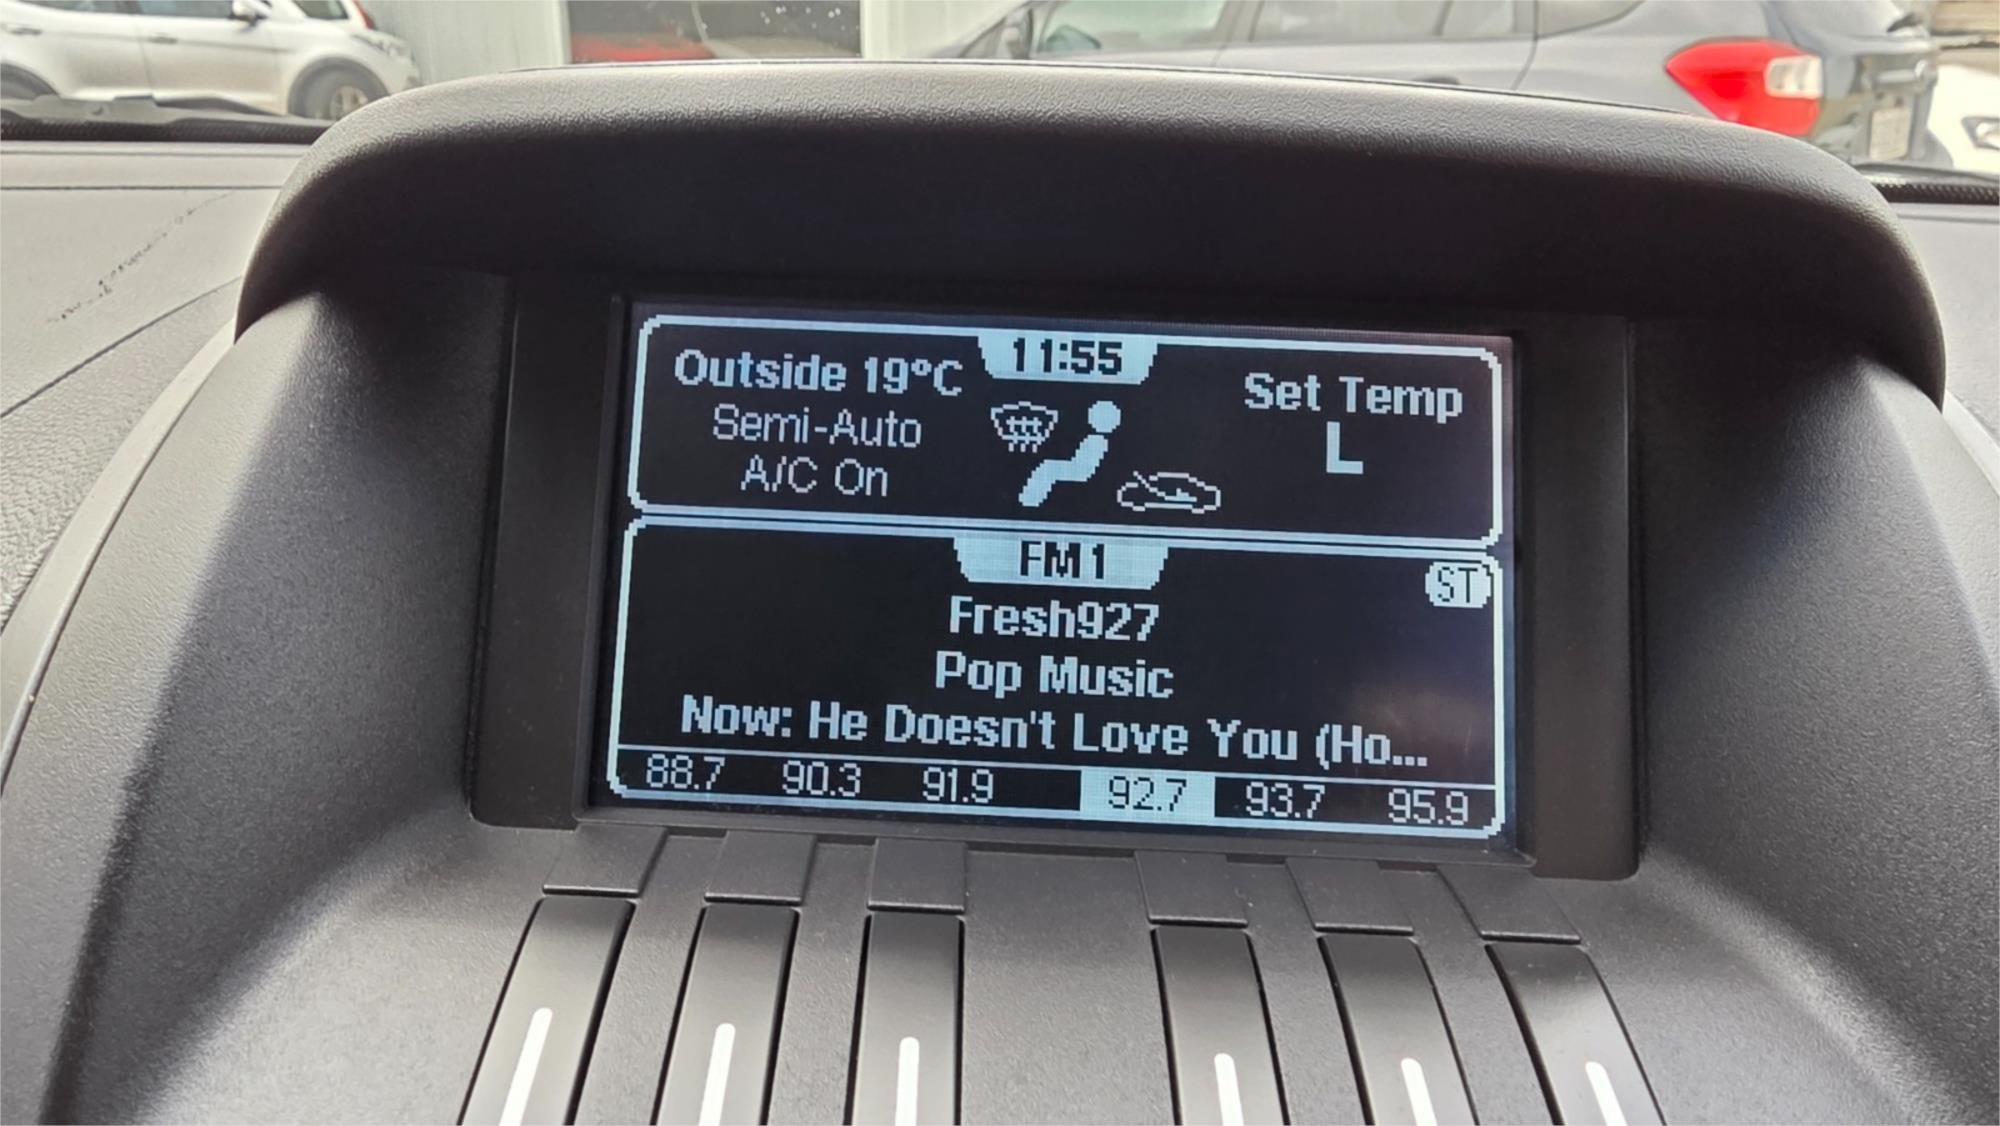 11:55
Outside 19°C
Semi-Auto
A/C On
Set Temp
L
FM1
ST
Fresh927
Pop Music
Now: He Doesn't Love You (Ho...
88.7 90.3 91.9 92.7 93.7 95.9